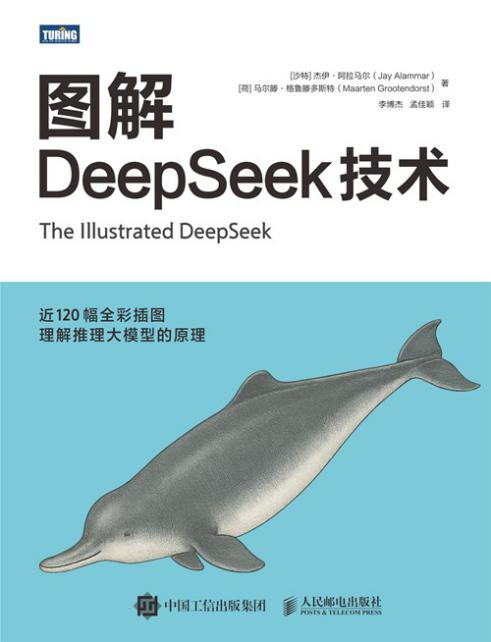 TURING
[沙特] 杰伊·阿拉马尔（Jay Alammar）
[荷] 马尔滕·格鲁滕多斯特（Maarten Grootendorst） 著
李博杰 孟佳颖 译
图解
DeepSeek技术
The Illustrated DeepSeek
近120幅全彩插图
理解推理大模型的原理
中国工信出版集团 人民邮电出版社
POSTS & TELECOM PRESS